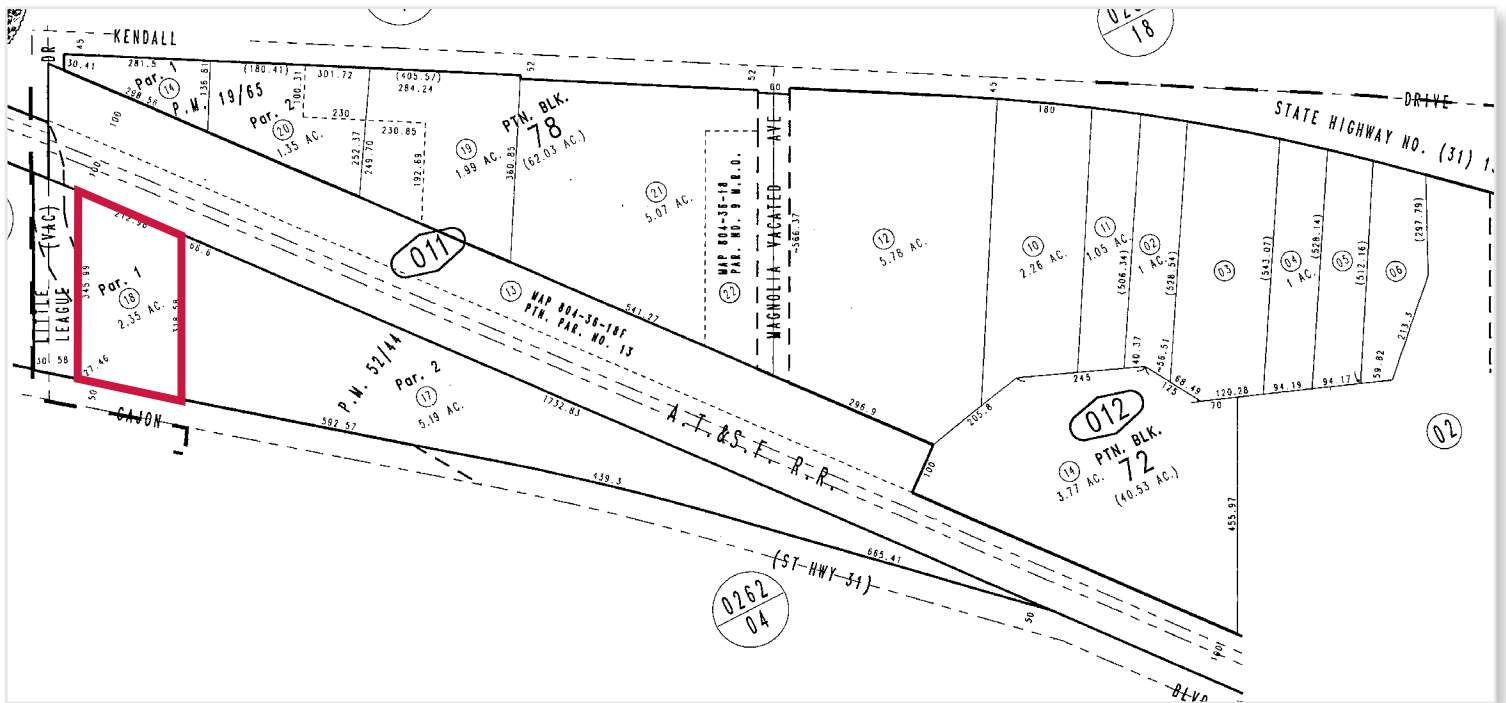 KENDALL
DR
45
30.41
281.5
Par. 1
14
298.56
136.81
P.M. 19/65
(180.41)
100.31
301.72
(405.57)
284.24
52
Par. 2
20
1.35 AC.
230
230.85
252.37
249.70
192.69
19
1.99 AC.
360.85
PTN. BLK.
78
(62.03 AC.)
21
5.07 AC.
52
60
MAP 804-36-18
PAR. NO. 9 M.R.O.
22
MAGNOLIA VACATED AVE
566.37
12
5.78 AC.
45
180
18
DRIVE
STATE HIGHWAY NO. (31)
10
2.26 AC.
11
1.05 AC.
(506.34)
02
1 AC.
(528.54)
03
(543.07)
04
1 AC.
(528.14)
05
(512.16)
06
(297.79)
213.3
59.82
100
100
LITTLE LEAGUE (VAC)
212.96
68.6
345.99
Par. 1
18
2.35 AC.
318.58
30
58
27.46
50
CAJON
011
13
MAP 804-36-18F
PTN. PAR. NO. 13
541.27
P.M. 52/44
Par. 2
17
5.19 AC.
1732.83
592.57
439.3
A.T.&S.F. R.R.
296.9
205.8
245
40.37
56.51
125
68.49
70
120.28
94.19
94.17
100
012
PTN. BLK.
72
(40.53 AC.)
14
3.77 AC.
455.97
02
665.41
(ST HWY 31)
0262
04
50
100
BLVD